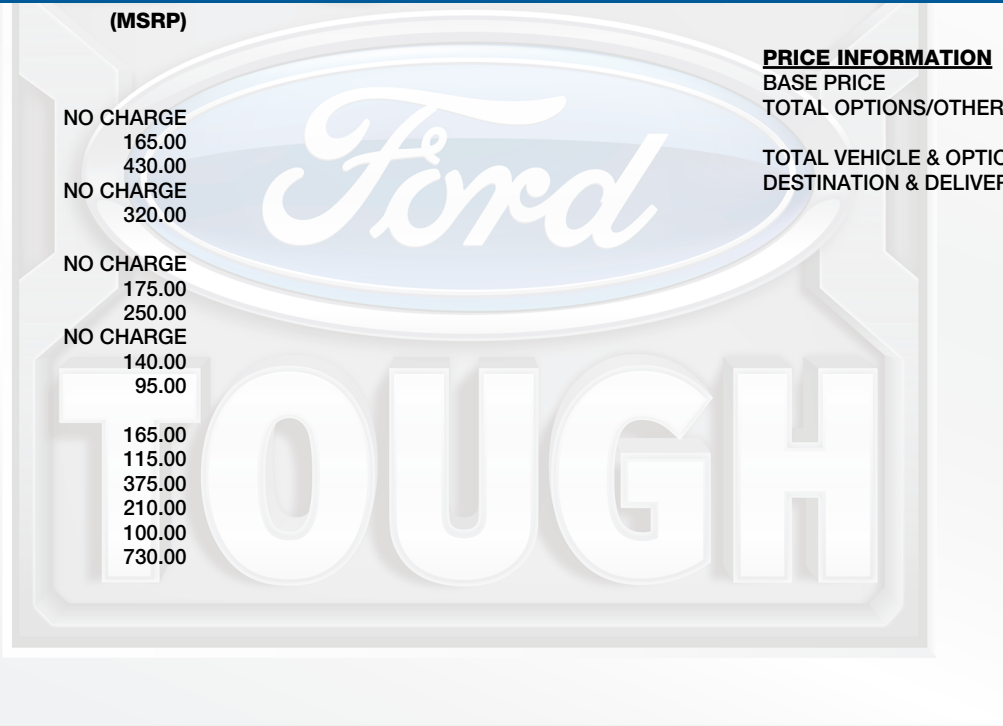 (MSRP)
NO CHARGE
165.00
430.00
NO CHARGE
320.00
NO CHARGE
175.00
250.00
NO CHARGE
140.00
95.00
165.00
115.00
375.00
210.00
100.00
730.00
PRICE INFORMATION
BASE PRICE
TOTAL OPTIONS/OTHER
TOTAL VEHICLE & OPTIO
DESTINATION & DELIVER
Ford
TOUGH